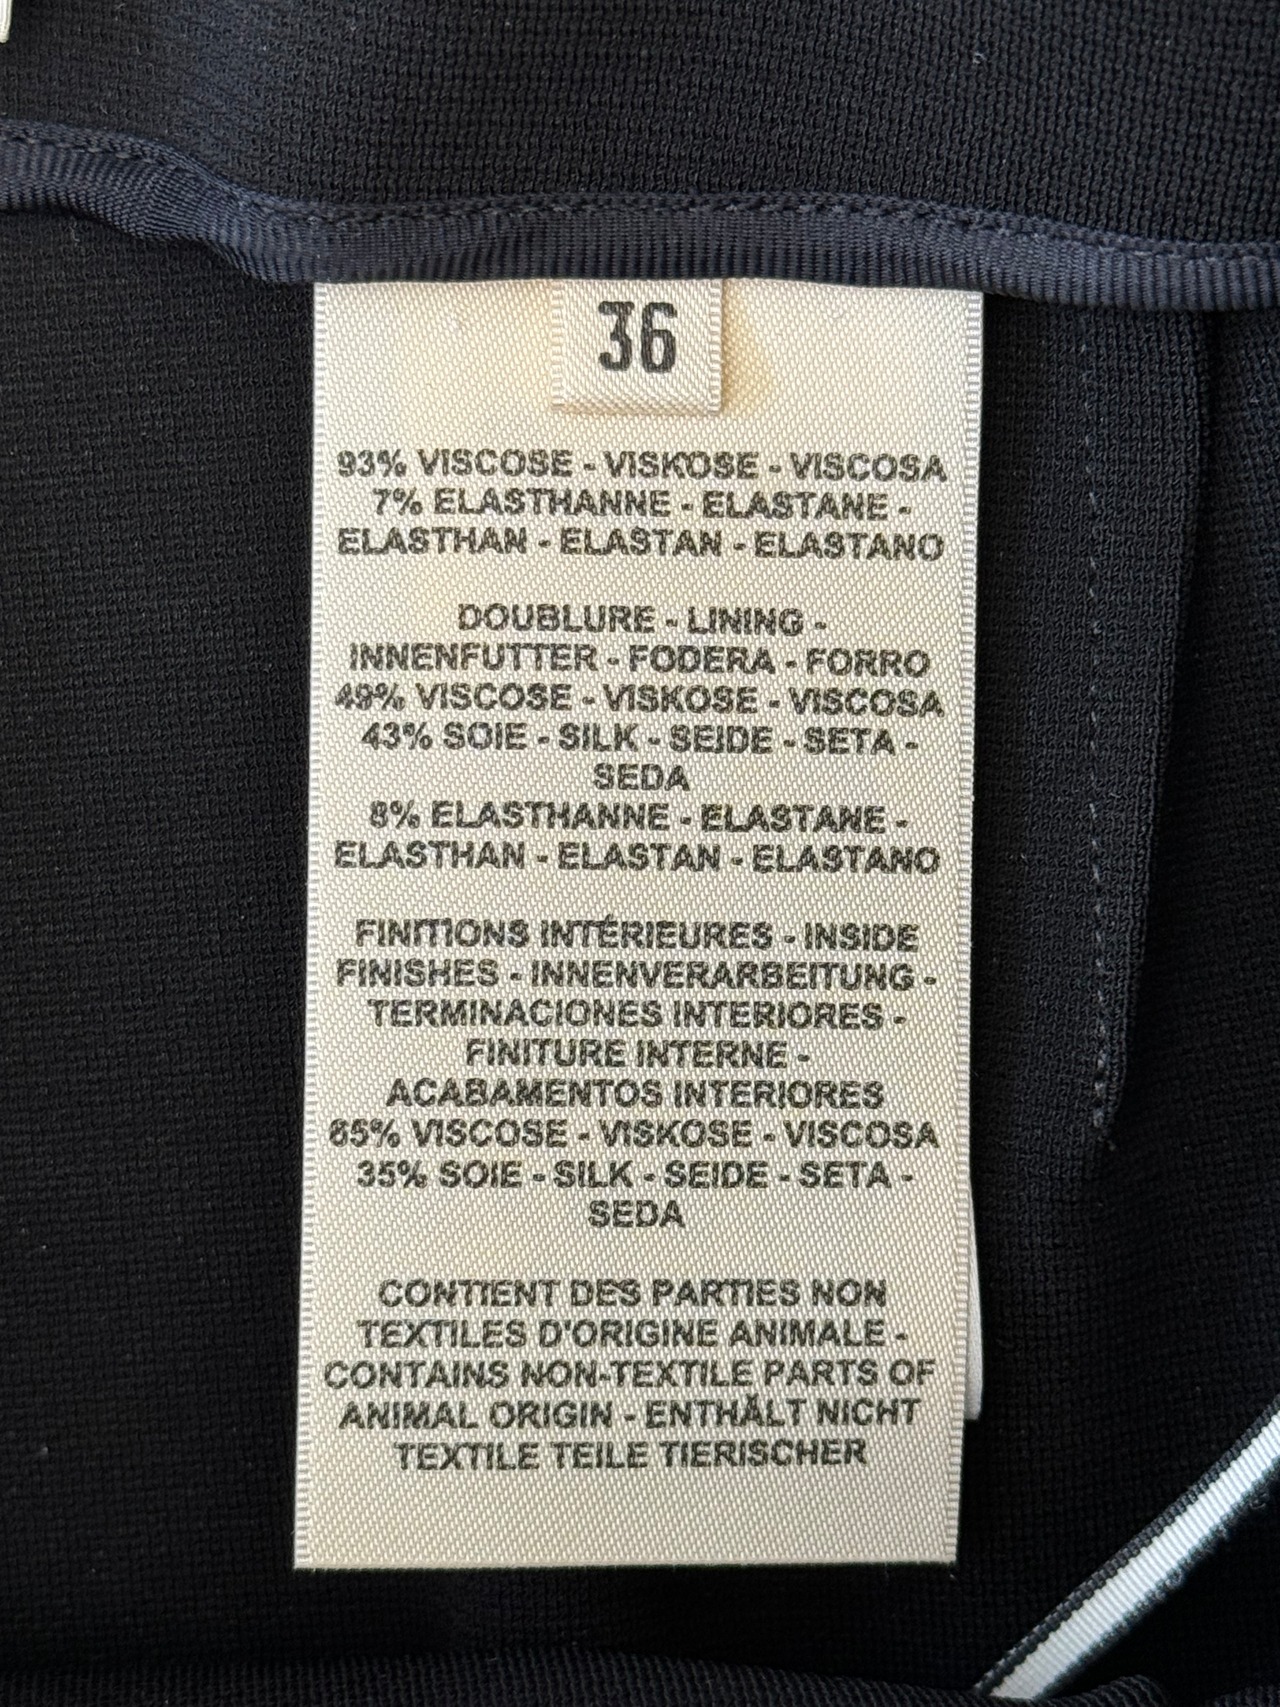 36
93% VISCOSE - VISKOSE - VISCOSA
7% ELASTHANNE - ELASTANE -
ELASTHAN - ELASTAN - ELASTANO
DOUBLURE - LINING -
INNENFUTTER - FODERA - FORRO
49% VISCOSE - VISKOSE - VISCOSA
43% SOIE - SILK - SEIDE - SETA -
SEDA
8% ELASTHANNE - ELASTANE -
ELASTHAN - ELASTAN - ELASTANO
FINITIONS INTÉRIEURES - INSIDE
FINISHES - INNENVERARBEITUNG -
TERMINACIONES INTERIORES -
FINITURE INTERNE -
ACABAMENTOS INTERIORES
65% VISCOSE - VISKOSE - VISCOSA
35% SOIE - SILK - SEIDE - SETA -
SEDA
CONTIENT DES PARTIES NON
TEXTILES D'ORIGINE ANIMALE -
CONTAINS NON-TEXTILE PARTS OF
ANIMAL ORIGIN - ENTHÄLT NICHT
TEXTILE TEILE TIERISCHER